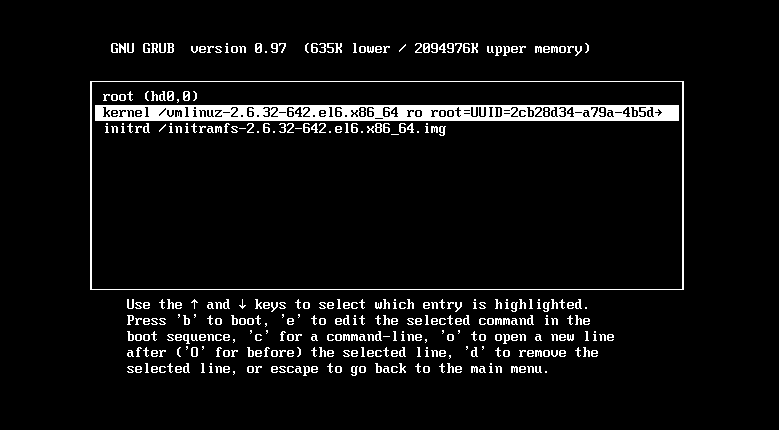 GNU GRUB  version 0.97  (635K lower / 2094976K upper memory)
root (hd0,0)
kernel /vmlinuz-2.6.32-642.el6.x86_64 ro root=UUID=2cb28d34-a79a-4b5d→
initrd /initramfs-2.6.32-642.el6.x86_64.img
Use the ↑ and ↓ keys to select which entry is highlighted.
Press 'b' to boot, 'e' to edit the selected command in the
boot sequence, 'c' for a command-line, 'o' to open a new line
after ('O' for before) the selected line, 'd' to remove the
selected line, or escape to go back to the main menu.